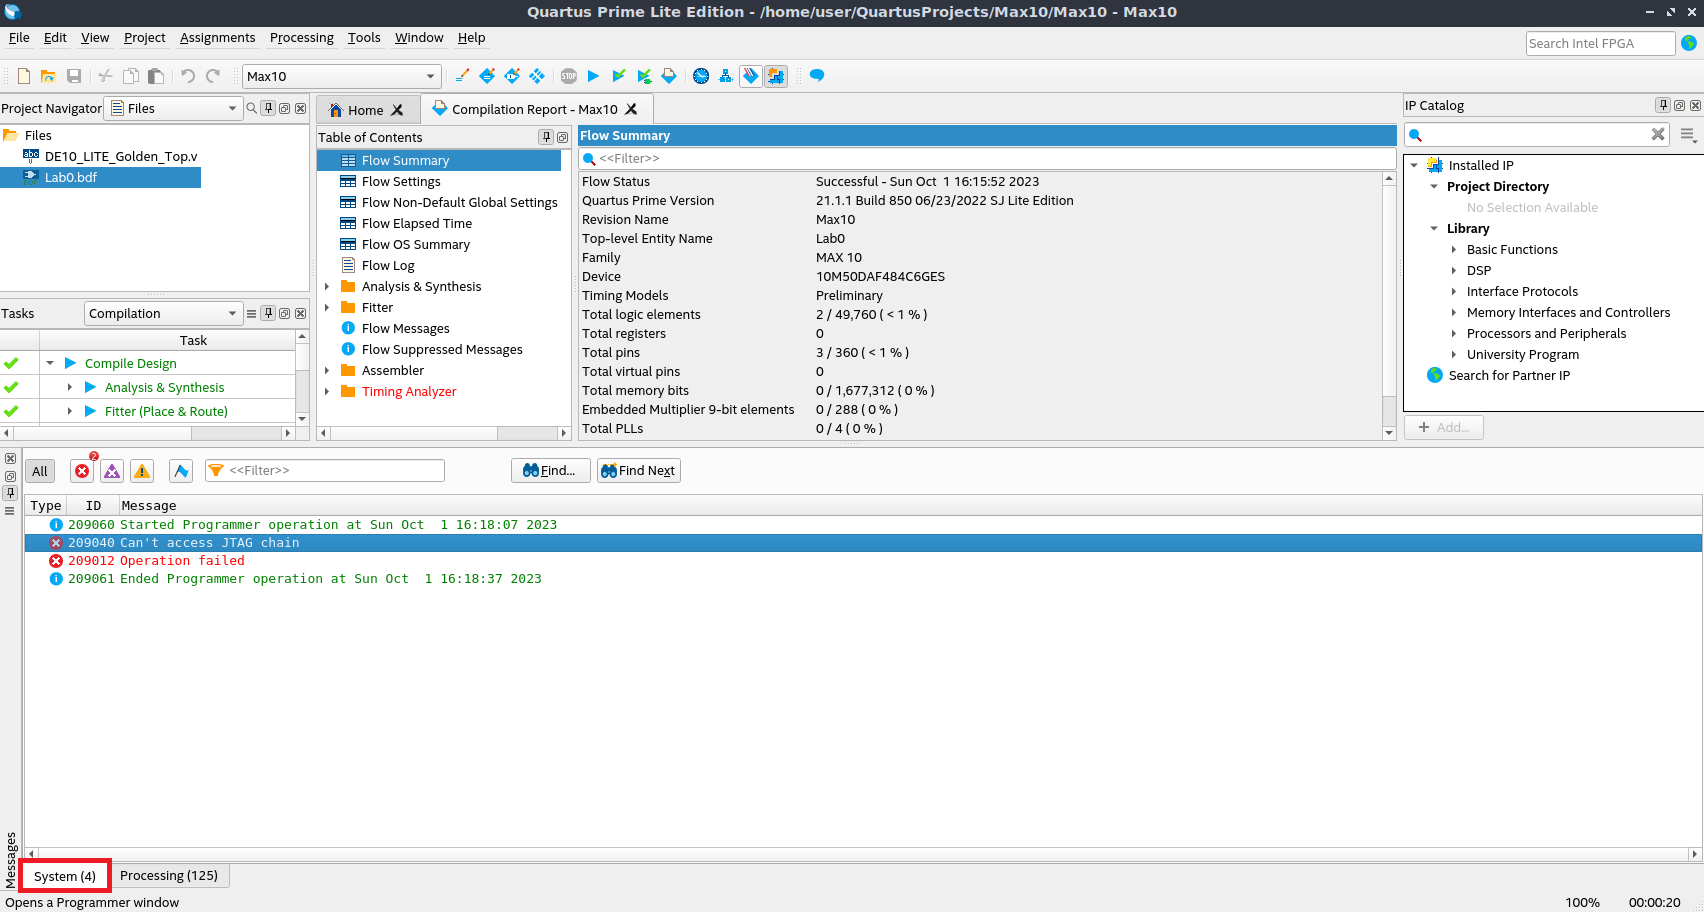 Quartus Prime Lite Edition - /home/user/QuartusProjects/Max10/Max10 - Max10
File Edit View Project Assignments Processing Tools Window Help
Search Intel FPGA
Max10
STOP
Project Navigator Files
Files
abc DE10_LITE_Golden_Top.v
Lab0.bdf
Tasks Compilation
Task
Compile Design
Analysis & Synthesis
Fitter (Place & Route)
Home
Compilation Report - Max10
Table of Contents
Flow Summary
Flow Settings
Flow Non-Default Global Settings
Flow Elapsed Time
Flow OS Summary
Flow Log
Analysis & Synthesis
Fitter
Flow Messages
Flow Suppressed Messages
Assembler
Timing Analyzer
Flow Summary
<<Filter>>
Flow Status Successful - Sun Oct  1 16:15:52 2023
Quartus Prime Version 21.1.1 Build 850 06/23/2022 SJ Lite Edition
Revision Name Max10
Top-level Entity Name Lab0
Family MAX 10
Device 10M50DAF484C6GES
Timing Models Preliminary
Total logic elements 2 / 49,760 ( < 1 % )
Total registers 0
Total pins 3 / 360 ( < 1 % )
Total virtual pins 0
Total memory bits 0 / 1,677,312 ( 0 % )
Embedded Multiplier 9-bit elements 0 / 288 ( 0 % )
Total PLLs 0 / 4 ( 0 % )
IP Catalog
Installed IP
Project Directory
No Selection Available
Library
Basic Functions
DSP
Interface Protocols
Memory Interfaces and Controllers
Processors and Peripherals
University Program
Search for Partner IP
+ Add...
All 2 <<Filter>> Find... Find Next
Type ID Message
209060 Started Programmer operation at Sun Oct  1 16:18:07 2023
209040 Can't access JTAG chain
209012 Operation failed
209061 Ended Programmer operation at Sun Oct  1 16:18:37 2023
Messages
System (4) Processing (125)
Opens a Programmer window 100% 00:00:20